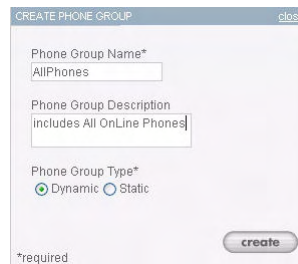 CREATE PHONE GROUP
Phone Group Name*
AllPhones
Phone Group Description
includes All OnLine Phones
Phone Group Type*
Dynamic Static
create
*required